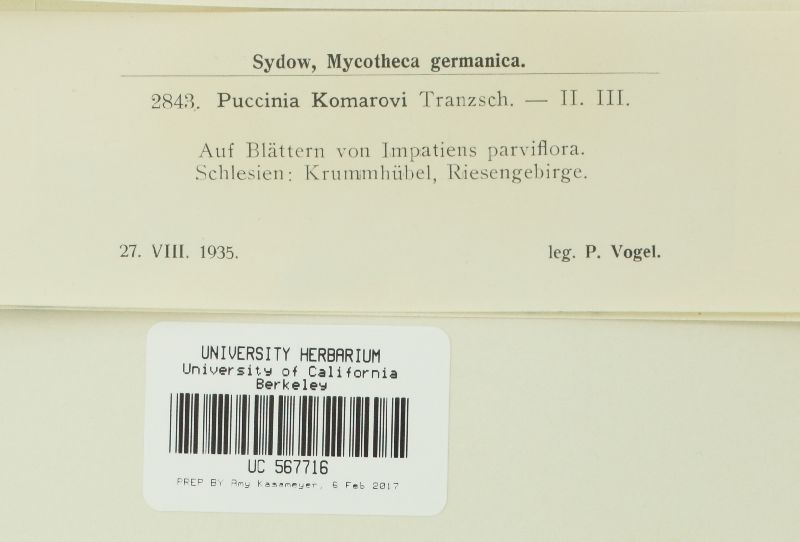 Sydow, Mycotheca germanica.
2843. Puccinia Komarovi Tranzsch. — II. III.
Auf Blättern von Impatiens parviflora.
Schlesien: Krummhübel, Riesengebirge.
27. VIII. 1935. leg. P. Vogel.
UNIVERSITY HERBARIUM
University of California
Berkeley
UC 567716
PREP BY Amy Kasameyer, 6 Feb 2017